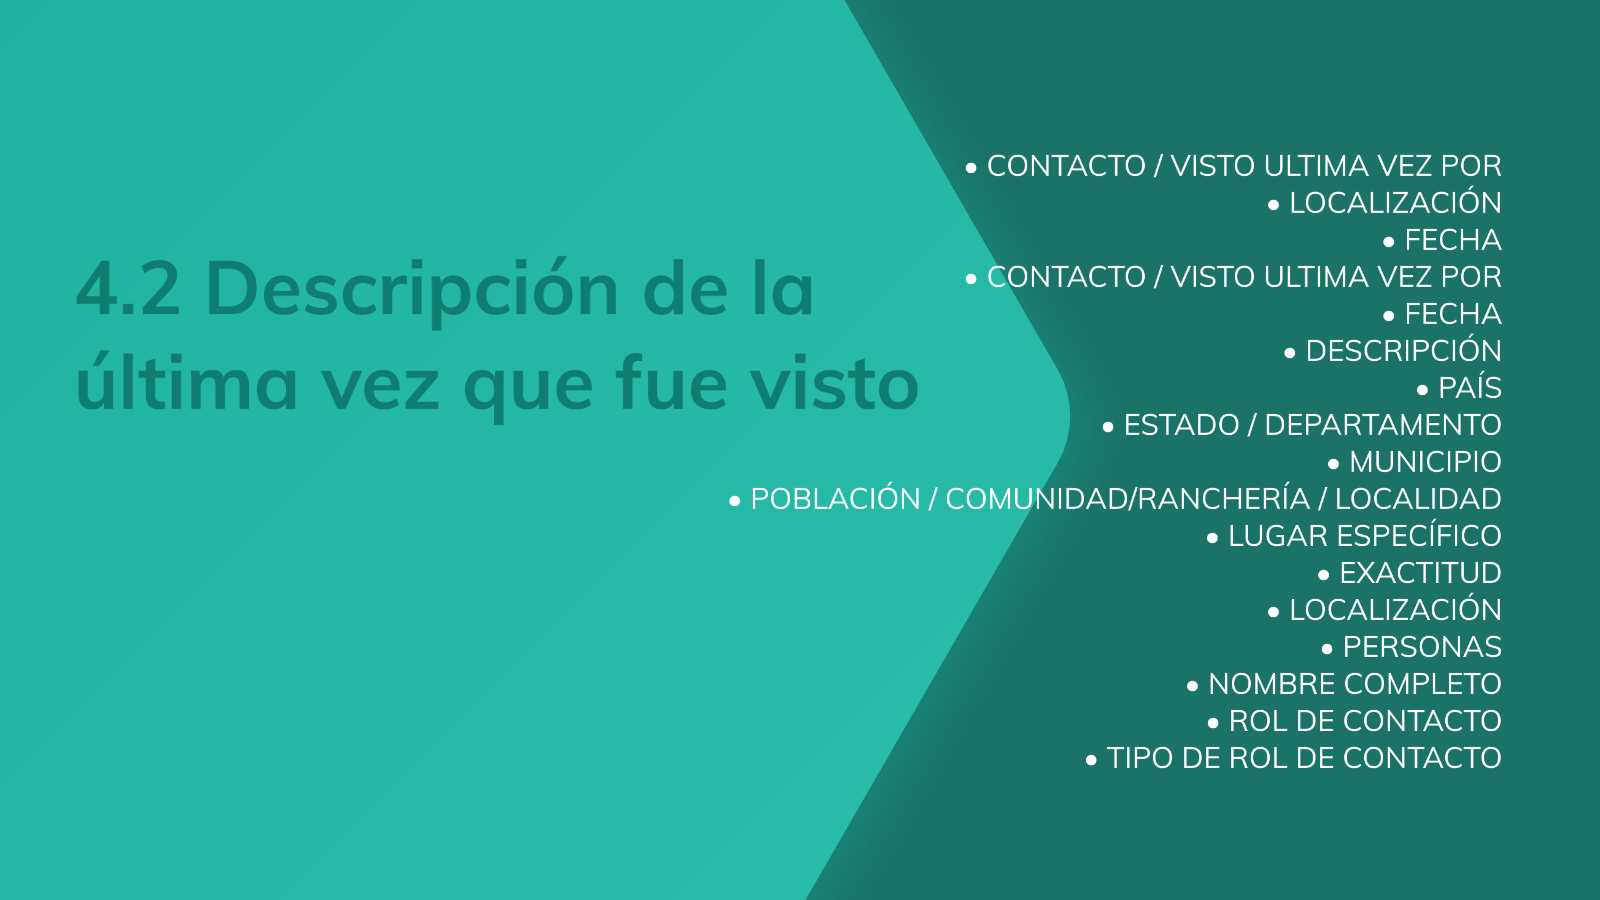 4.2 Descripción de la
última vez que fue visto
• CONTACTO / VISTO ULTIMA VEZ POR
• LOCALIZACIÓN
• FECHA
• CONTACTO / VISTO ULTIMA VEZ POR
• FECHA
• DESCRIPCIÓN
• PAÍS
• ESTADO / DEPARTAMENTO
• MUNICIPIO
• POBLACIÓN / COMUNIDAD/RANCHERÍA / LOCALIDAD
• LUGAR ESPECÍFICO
• EXACTITUD
• LOCALIZACIÓN
• PERSONAS
• NOMBRE COMPLETO
• ROL DE CONTACTO
• TIPO DE ROL DE CONTACTO